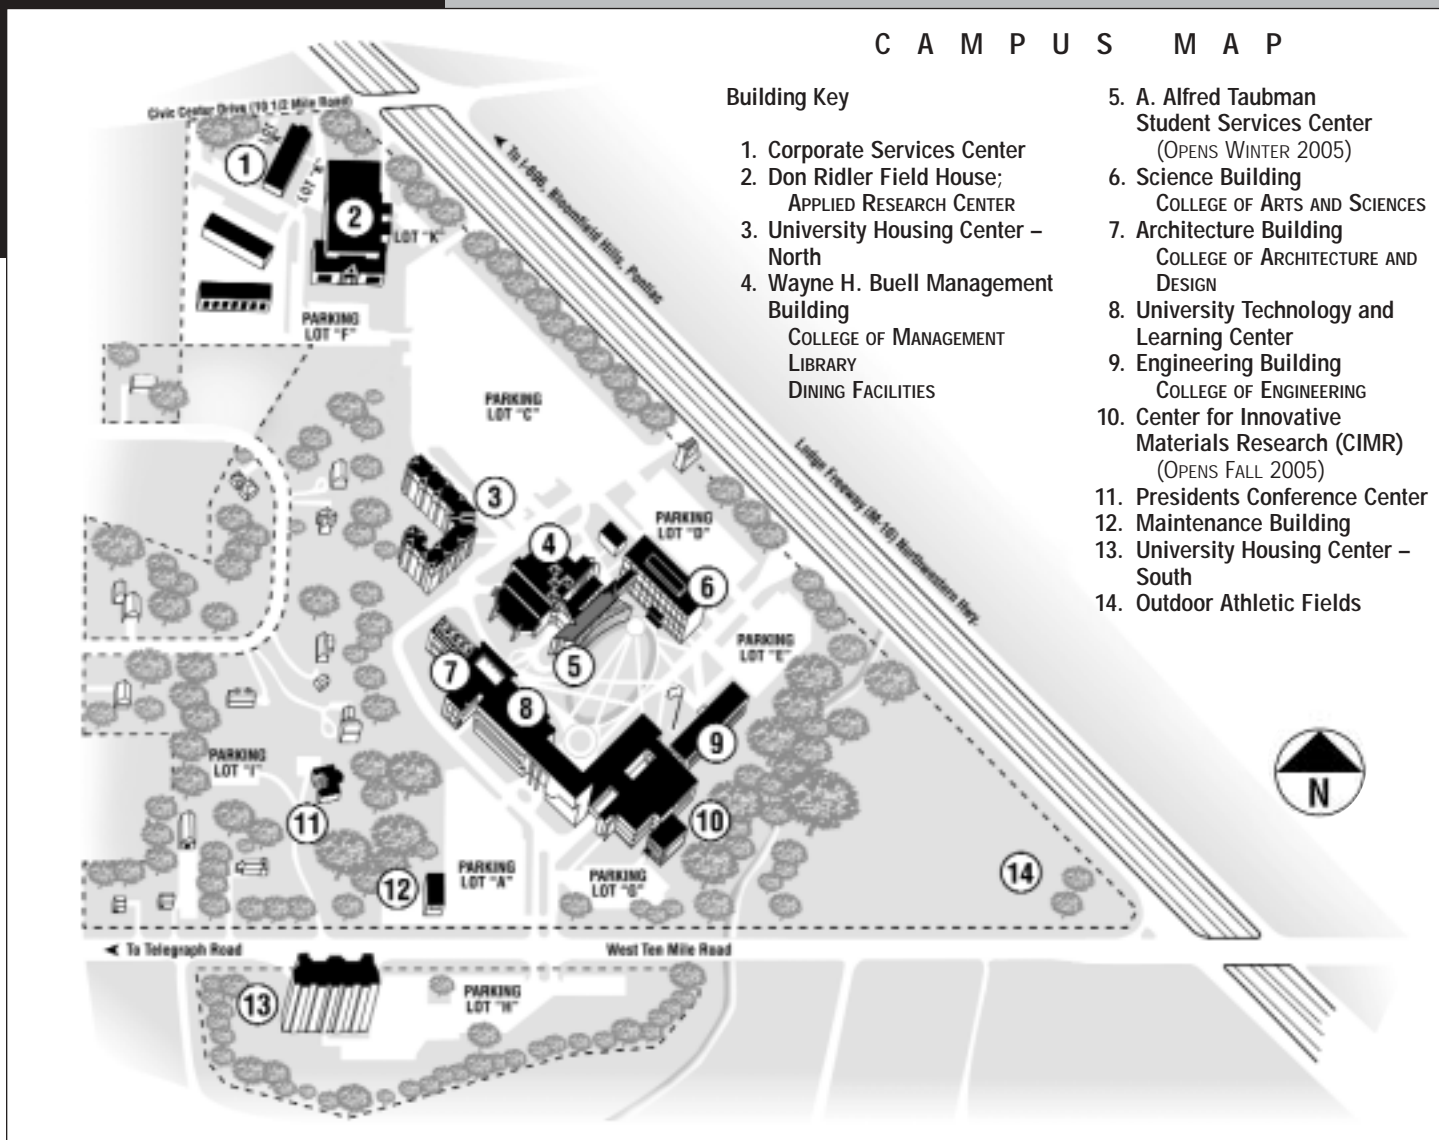 CAMPUS MAP
Building Key
1. Corporate Services Center
2. Don Ridler Field House;
APPLIED RESEARCH CENTER
3. University Housing Center –
North
4. Wayne H. Buell Management
Building
COLLEGE OF MANAGEMENT
LIBRARY
DINING FACILITIES
5. A. Alfred Taubman
Student Services Center
(OPENS WINTER 2005)
6. Science Building
COLLEGE OF ARTS AND SCIENCES
7. Architecture Building
COLLEGE OF ARCHITECTURE AND
DESIGN
8. University Technology and
Learning Center
9. Engineering Building
COLLEGE OF ENGINEERING
10. Center for Innovative
Materials Research (CIMR)
(OPENS FALL 2005)
11. Presidents Conference Center
12. Maintenance Building
13. University Housing Center –
South
14. Outdoor Athletic Fields
Civic Center Drive (10 1/2 Mile Road)
To I-696, Bloomfield Hills, Pontiac
1
2
LOT "K"
PARKING
LOT "F"
PARKING
LOT "C"
Lodge Freeway (M-10) Northwestern Hwy.
3
PARKING
LOT "D"
4
6
PARKING
LOT "E"
5
7
8
9
PARKING
LOT "I"
N
11
10
12
PARKING
LOT "A"
PARKING
LOT "G"
14
To Telegraph Road
West Ten Mile Road
13
PARKING
LOT "H"